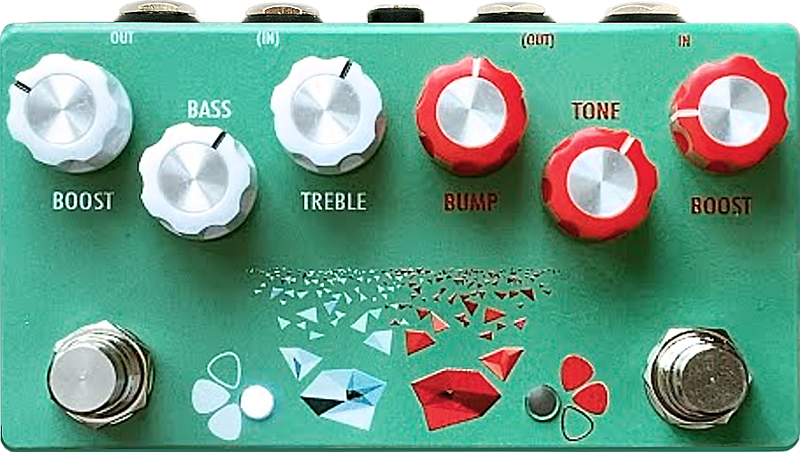 OUT (IN) (OUT) IN
BASS TONE
BOOST TREBLE BUMP BOOST